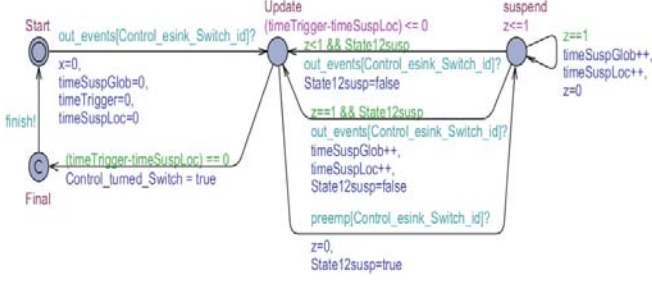 Start
out_events[Control_esink_Switch_id]?
x=0,
timeSuspGlob=0,
timeTrigger=0,
timeSuspLoc=0
finish!
C
Final
(timeTrigger-timeSuspLoc) == 0
Control_turned_Switch = true
Update
(timeTrigger-timeSuspLoc) <= 0
z<1 && State12susp
out_events[Control_esink_Switch_id]?
State12susp=false
z==1 && State12susp
out_events[Control_esink_Switch_id]?
timeSuspGlob++,
timeSuspLoc++,
State12susp=false
preemp[Control_esink_Switch_id]?
z=0,
State12susp=true
suspend
z<=1
z==1
timeSuspGlob++,
timeSuspLoc++,
z=0